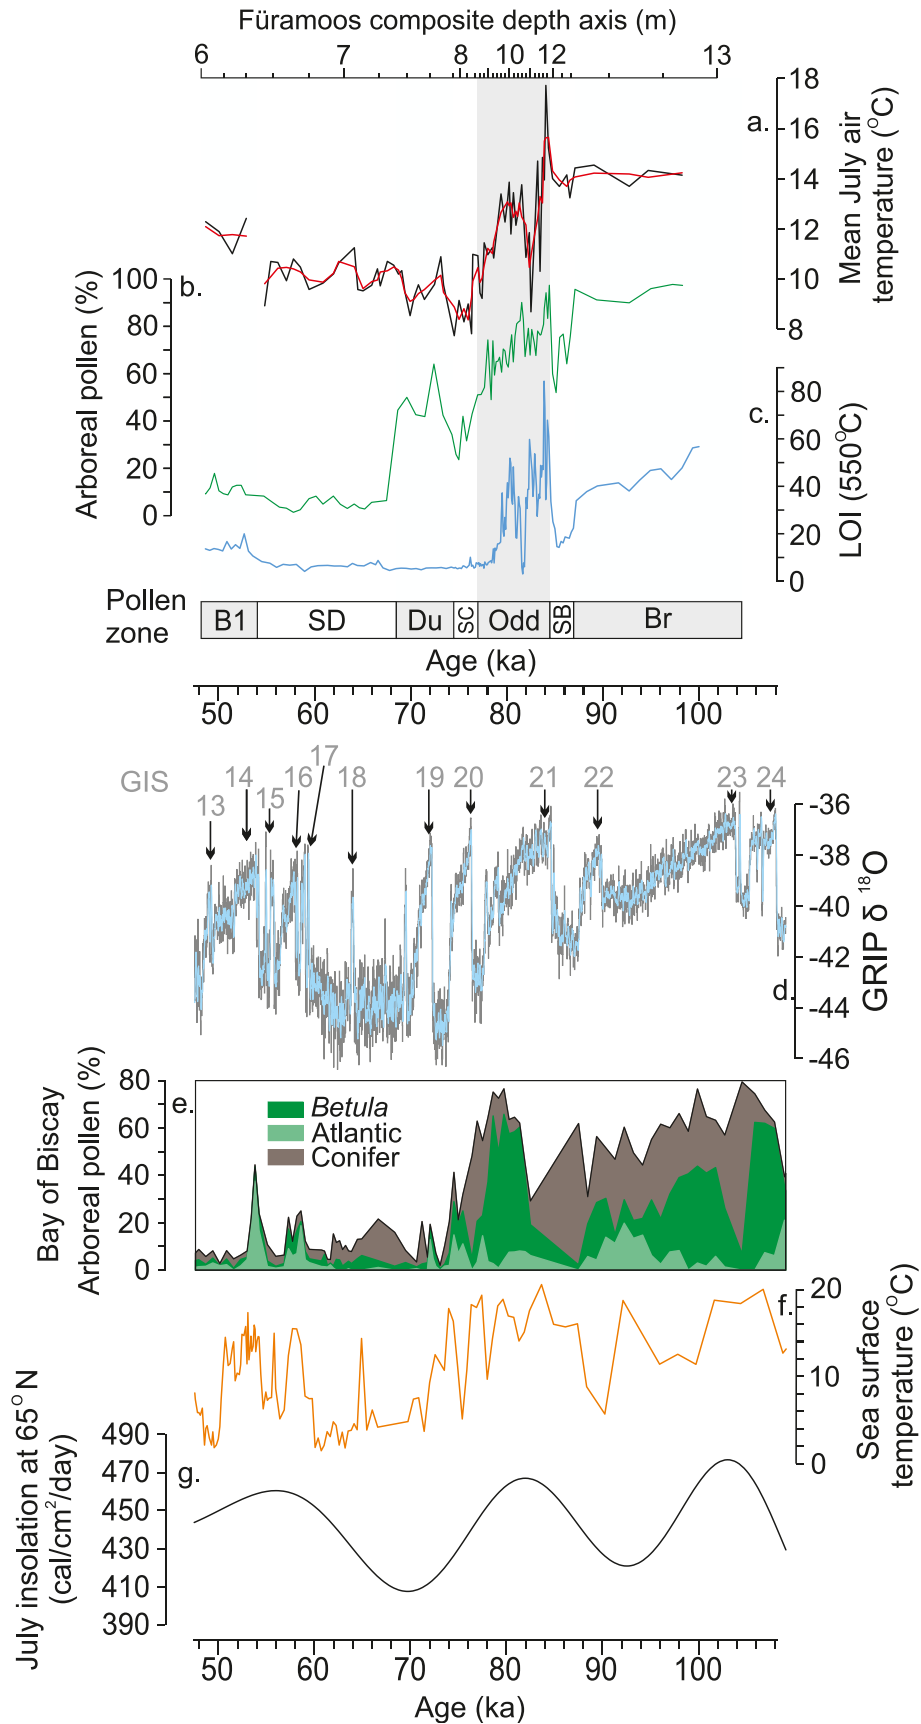 Füramoos composite depth axis (m)
6 7 8 10 12 13
a.
18
16
14
12
10
8
Mean July air
temperature (°C)
b.
100
80
60
40
20
0
Arboreal pollen (%)
c.
80
60
40
20
0
LOI (550°C)
Pollen
zone
B1 SD Du SC Odd SB Br
Age (ka)
50 60 70 80 90 100
GIS
13 14 15 16 17 18 19 20 21 22 23 24
-36
-38
-40
-42
-44
-46
GRIP δ ¹⁸O
d.
e.
80
60
40
20
0
Bay of Biscay
Arboreal pollen (%)
Betula
Atlantic
Conifer
f.
20
10
0
Sea surface
temperature (°C)
g.
490
470
450
430
410
390
July insolation at 65°N
(cal/cm²/day)
50 60 70 80 90 100
Age (ka)